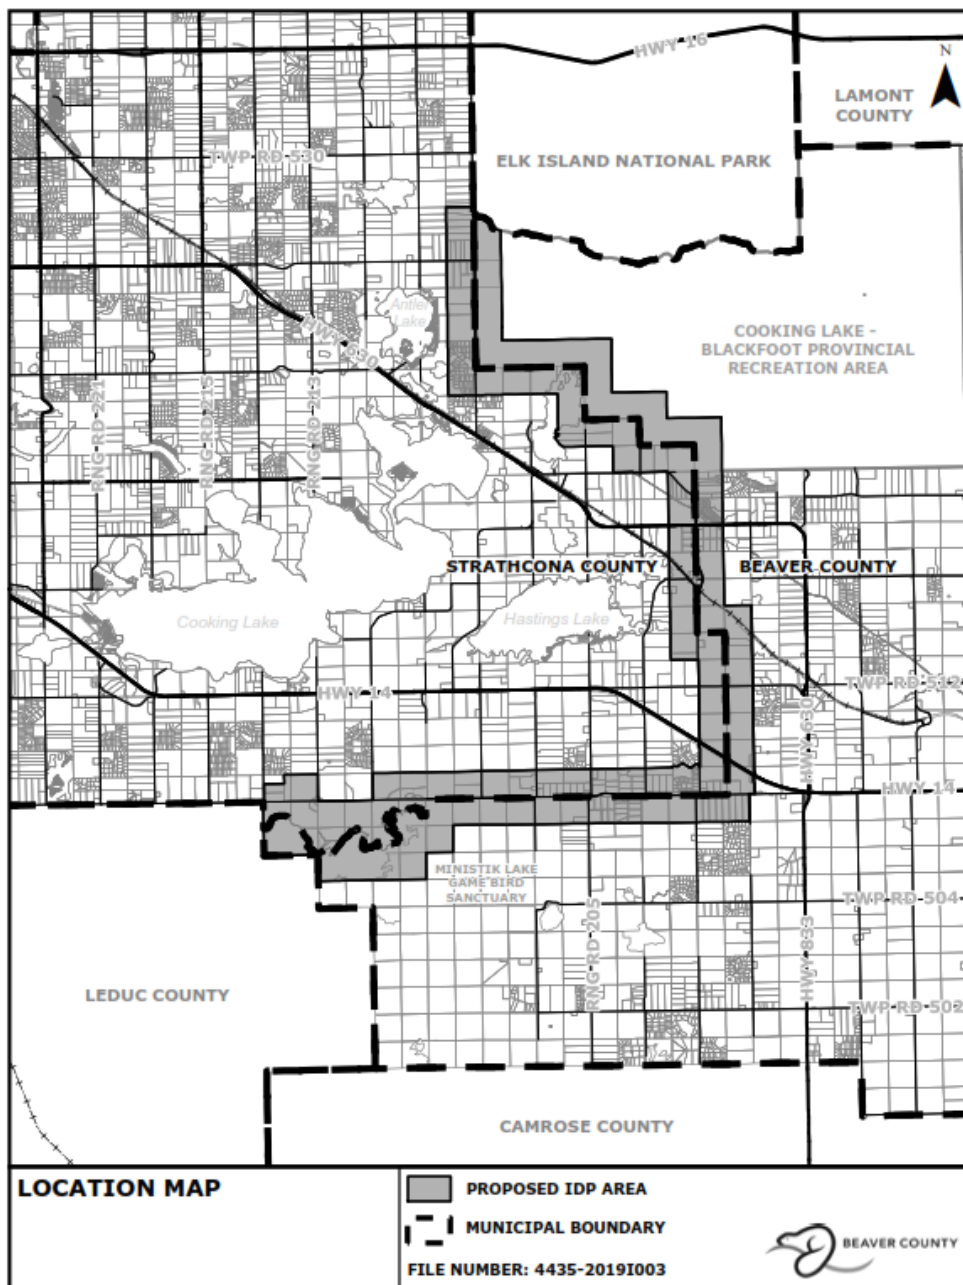 HWY 16
N
LAMONT
COUNTY
TWP RD 530
ELK ISLAND NATIONAL PARK
Antler
Lake
HWY 630
COOKING LAKE -
BLACKFOOT PROVINCIAL
RECREATION AREA
RNG RD 221
RNG RD 215
RNG RD 213
STRATHCONA COUNTY
BEAVER COUNTY
Cooking Lake
Hastings Lake
HWY 14
TWP RD 512
HWY 630
HWY 14
MINISTIK LAKE
GAME BIRD
SANCTUARY
TWP RD 504
RNG RD 205
HWY 833
LEDUC COUNTY
TWP RD 502
CAMROSE COUNTY
LOCATION MAP
PROPOSED IDP AREA
MUNICIPAL BOUNDARY
FILE NUMBER: 4435-2019I003
BEAVER COUNTY